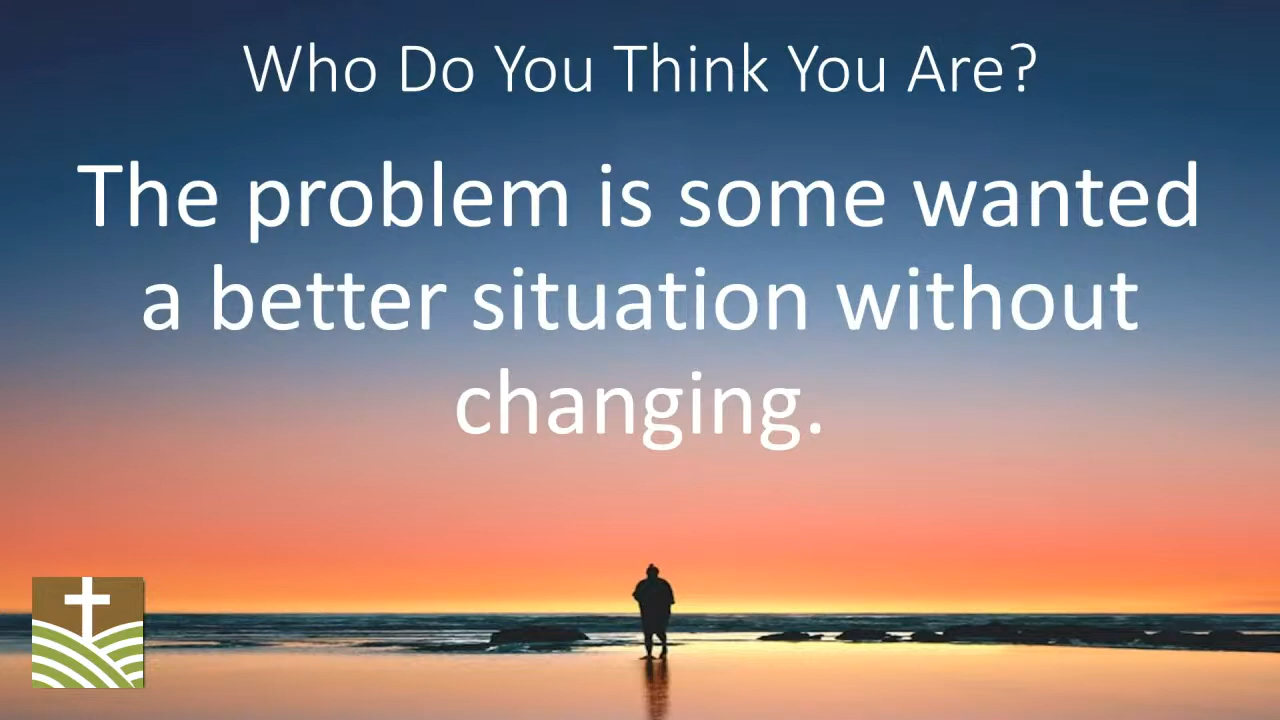 Who Do You Think You Are?
The problem is some wanted
a better situation without
changing.